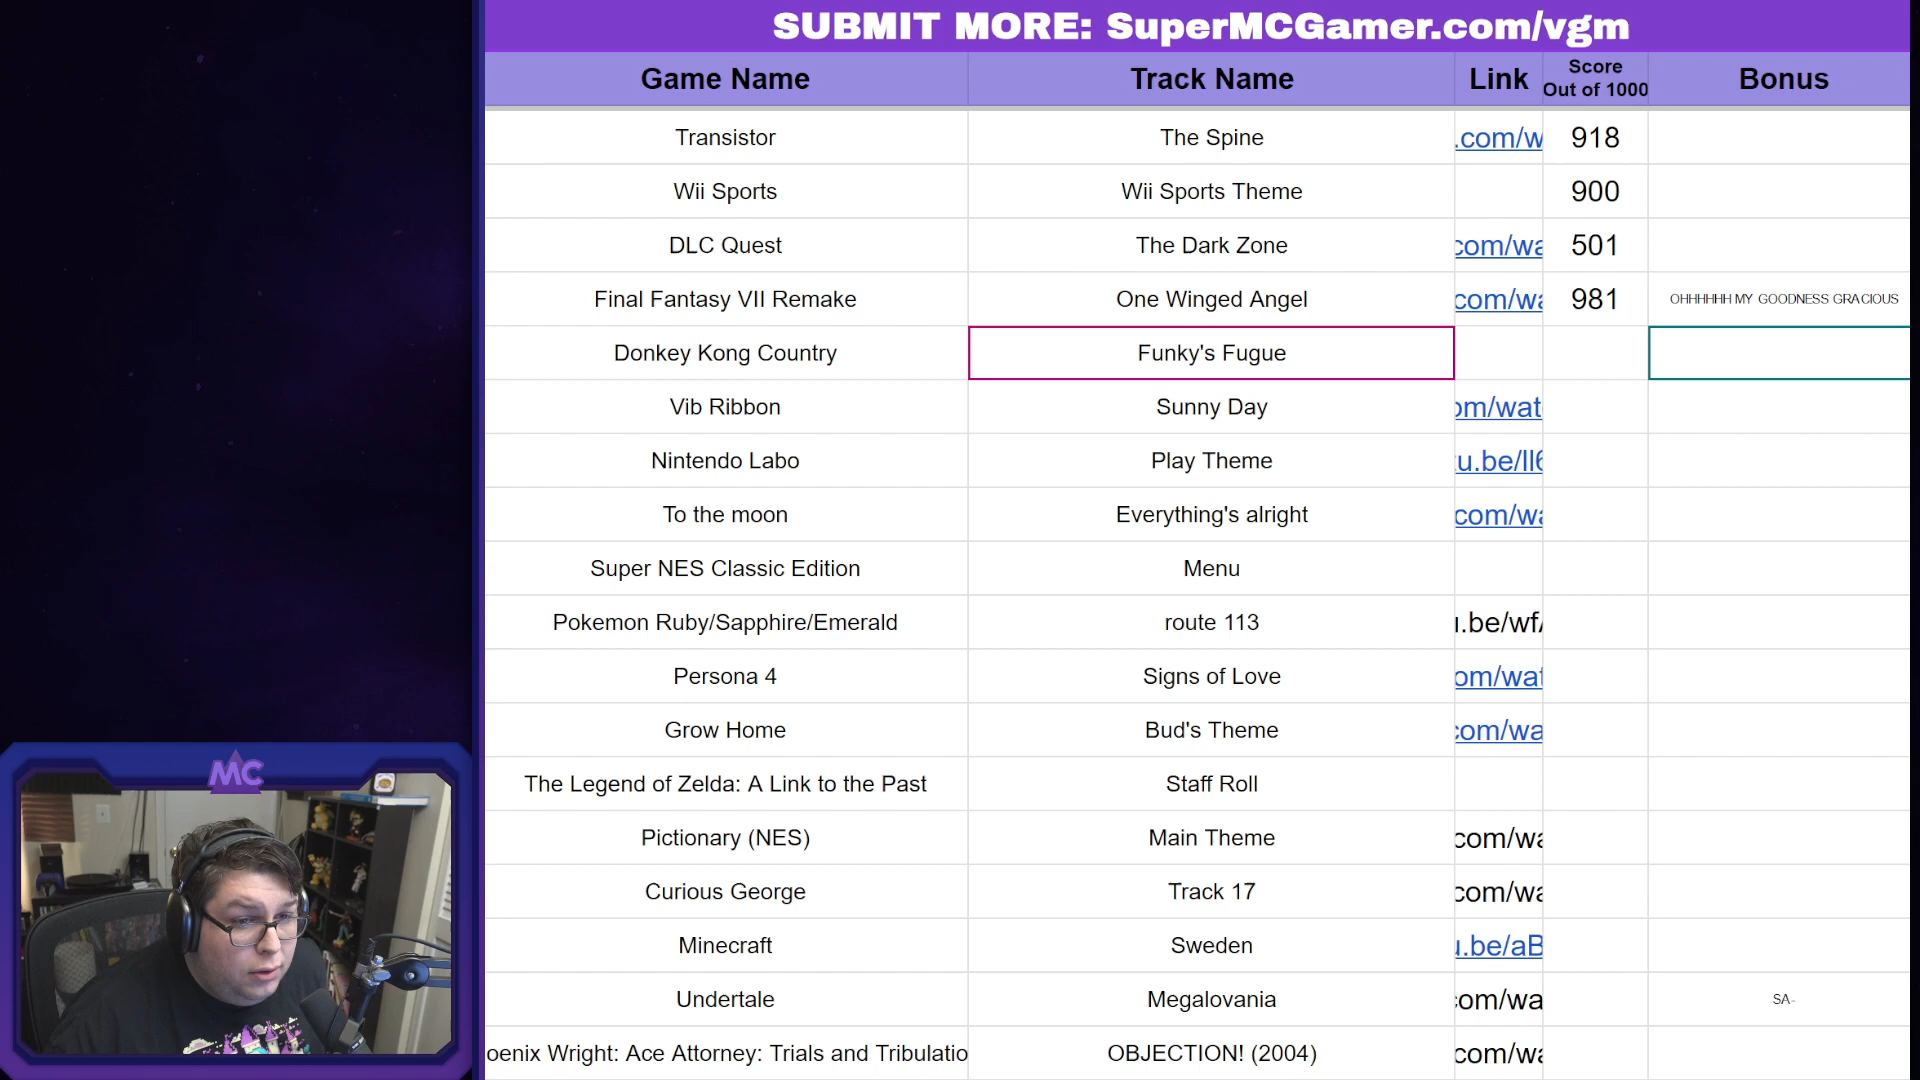 SUBMIT MORE: SuperMCGamer.com/vgm
Game Name Track Name Link Score Out of 1000 Bonus
Transistor The Spine .com/w 918
Wii Sports Wii Sports Theme 900
DLC Quest The Dark Zone com/wa 501
Final Fantasy VII Remake One Winged Angel com/wa 981 OHHHHHH MY GOODNESS GRACIOUS
Donkey Kong Country Funky's Fugue
Vib Ribbon Sunny Day om/wat
Nintendo Labo Play Theme u.be/ll6
To the moon Everything's alright com/wa
Super NES Classic Edition Menu
Pokemon Ruby/Sapphire/Emerald route 113 u.be/wfA
Persona 4 Signs of Love om/wat
Grow Home Bud's Theme com/wa
The Legend of Zelda: A Link to the Past Staff Roll
Pictionary (NES) Main Theme com/wa
Curious George Track 17 com/wa
Minecraft Sweden u.be/aB
Undertale Megalovania com/wa SA-
oenix Wright: Ace Attorney: Trials and Tribulatio OBJECTION! (2004) com/wa
MC